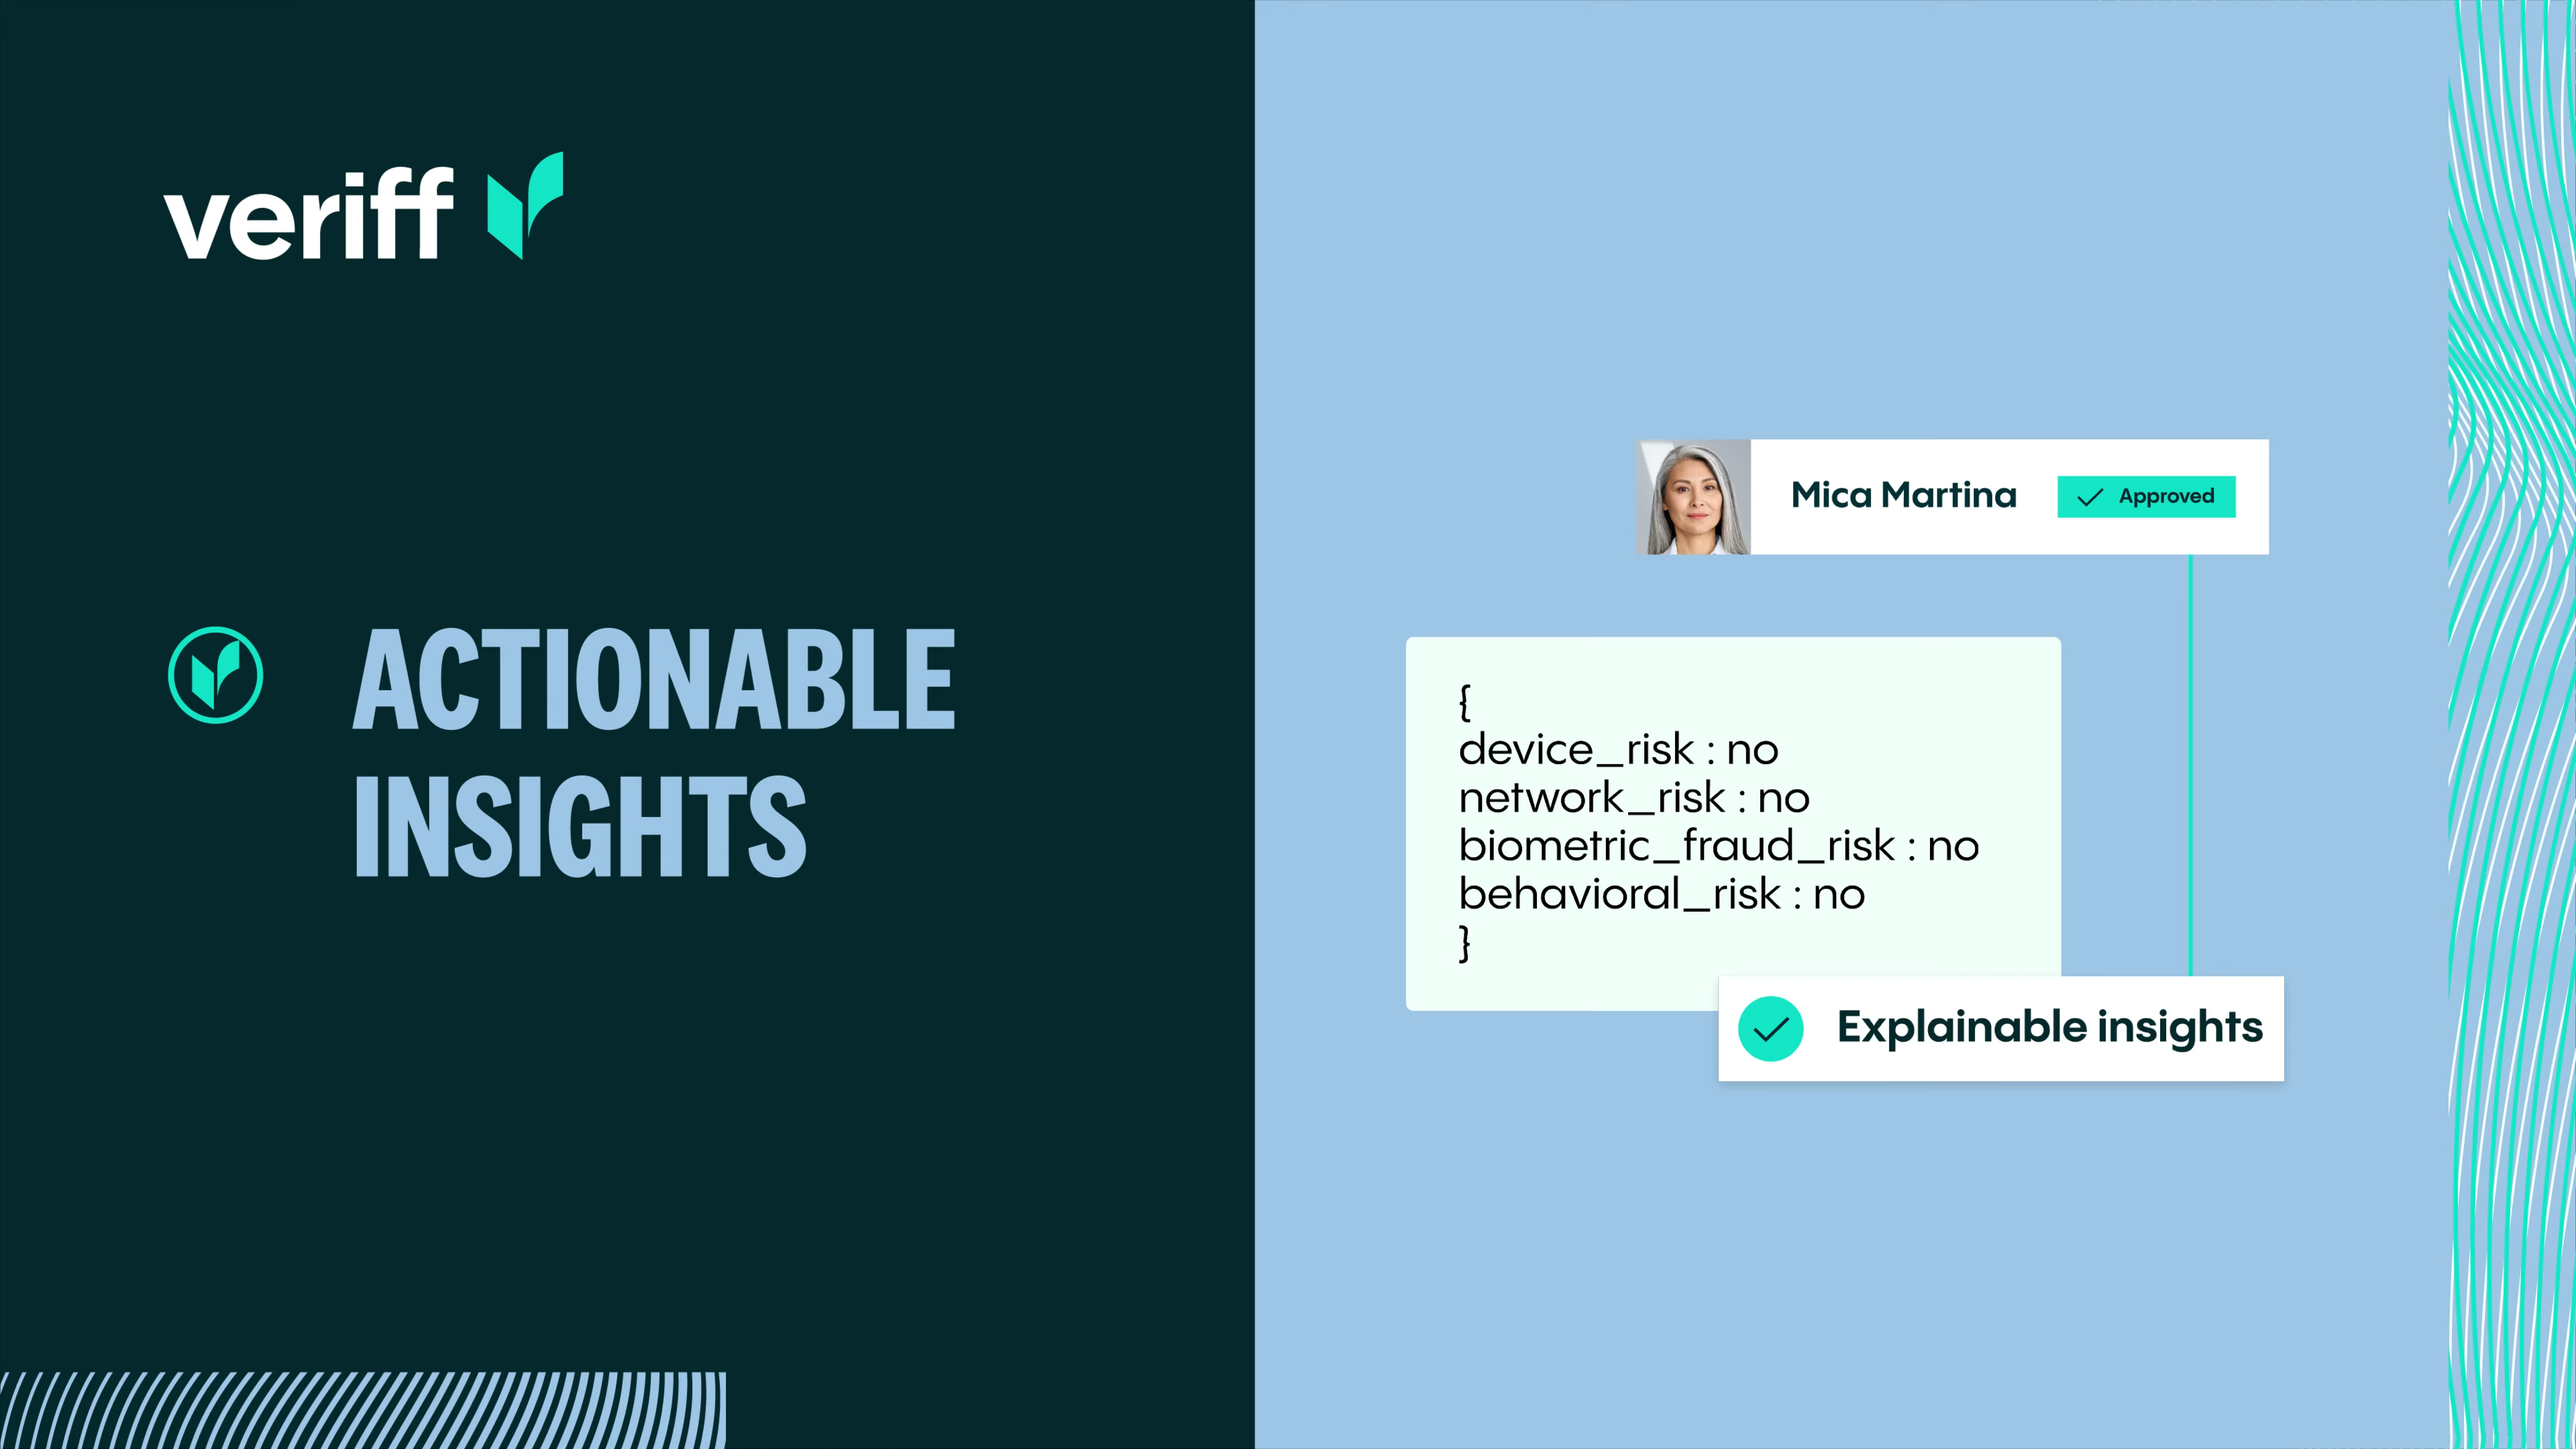 veriff
ACTIONABLE
INSIGHTS
Mica Martina
Approved
{
device_risk : no
network_risk : no
biometric_fraud_risk : no
behavioral_risk : no
}
Explainable insights